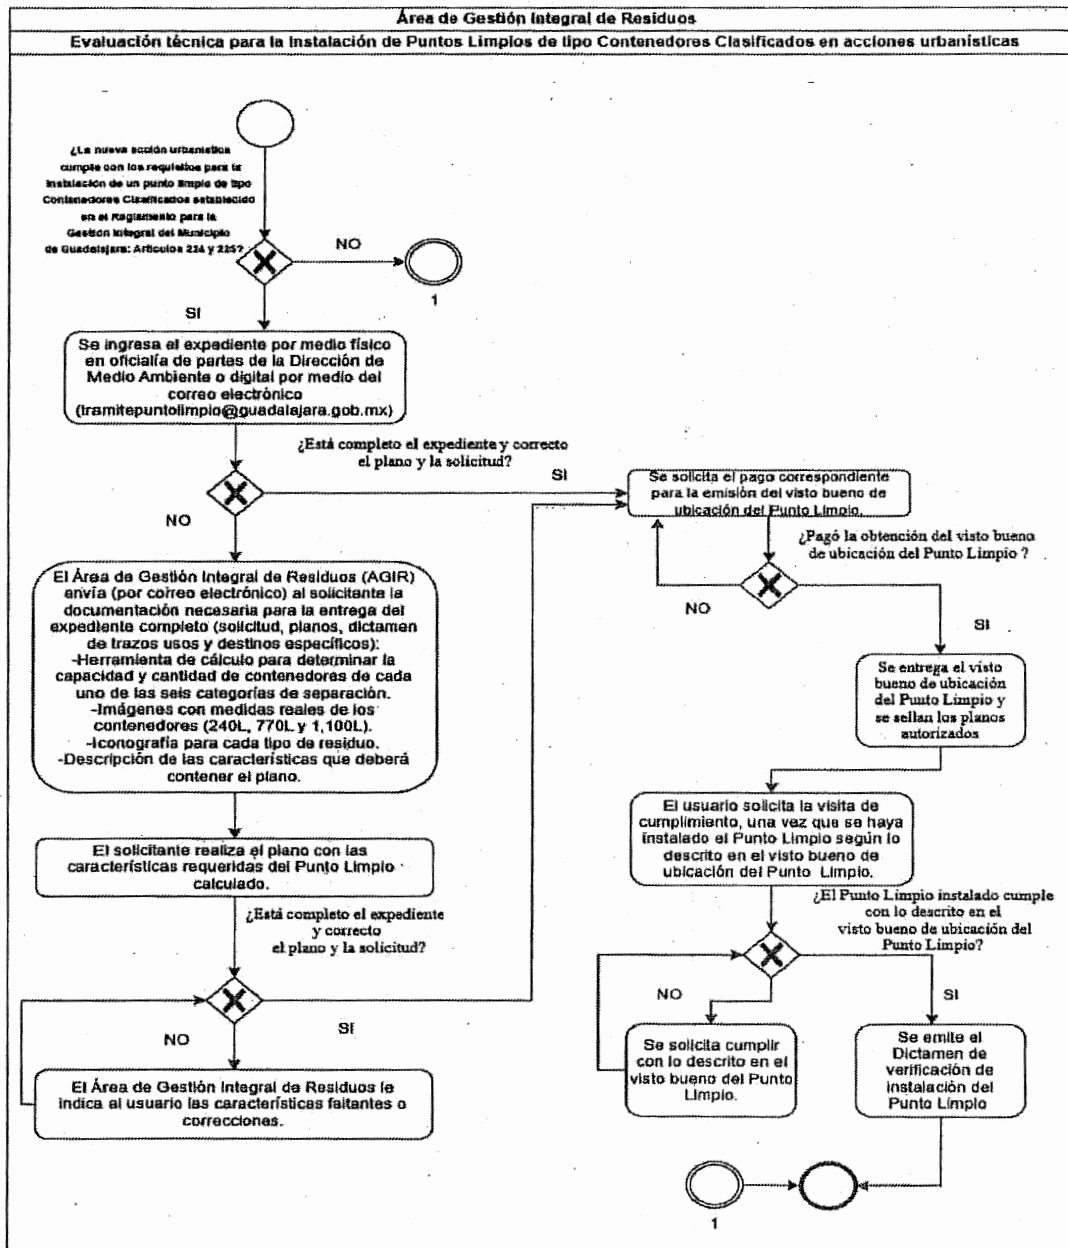 Área de Gestión Integral de Residuos
Evaluación técnica para la Instalación de Puntos Limpios de tipo Contenedores Clasificados en acciones urbanísticas
¿La nueva acción urbanística
cumple con los requisitos para la
instalación de un punto limpio de tipo
Contenedores Clasificados establecido
en el Reglamento para la
Gestión Integral del Municipio
de Guadalajara: Artículos 224 y 225?
NO
1
SI
Se ingresa el expediente por medio físico
en oficialía de partes de la Dirección de
Medio Ambiente o digital por medio del
correo electrónico
(tramitepuntolimpio@guadalajara.gob.mx)
¿Está completo el expediente y correcto
el plano y la solicitud?
SI
NO
El Área de Gestión Integral de Residuos (AGIR)
envía (por correo electrónico) al solicitante la
documentación necesaria para la entrega del
expediente completo (solicitud, planos, dictamen
de trazos usos y destinos específicos):
-Herramienta de cálculo para determinar la
capacidad y cantidad de contenedores de cada
uno de las seis categorías de separación.
-Imágenes con medidas reales de los
contenedores (240L, 770L y 1,100L).
-Iconografía para cada tipo de residuo.
-Descripción de las características que deberá
contener el plano.
El solicitante realiza el plano con las
características requeridas del Punto Limpio
calculado.
¿Está completo el expediente
y correcto
el plano y la solicitud?
NO
SI
El Área de Gestión Integral de Residuos le
indica al usuario las características faltantes o
correcciones.
Se solicita el pago correspondiente
para la emisión del visto bueno de
ubicación del Punto Limpio.
¿Pagó la obtención del visto bueno
de ubicación del Punto Limpio ?
NO
SI
Se entrega el visto
bueno de ubicación
del Punto Limpio y
se sellan los planos
autorizados
El usuario solicita la visita de
cumplimiento, una vez que se haya
instalado el Punto Limpio según lo
descrito en el visto bueno de
ubicación del Punto Limpio.
¿El Punto Limpio instalado cumple
con lo descrito en el
visto bueno de ubicación del
Punto Limpio?
NO
SI
Se solicita cumplir
con lo descrito en el
visto bueno del Punto
Limpio.
Se emite el
Dictamen de
verificación de
instalación del
Punto Limpio
1